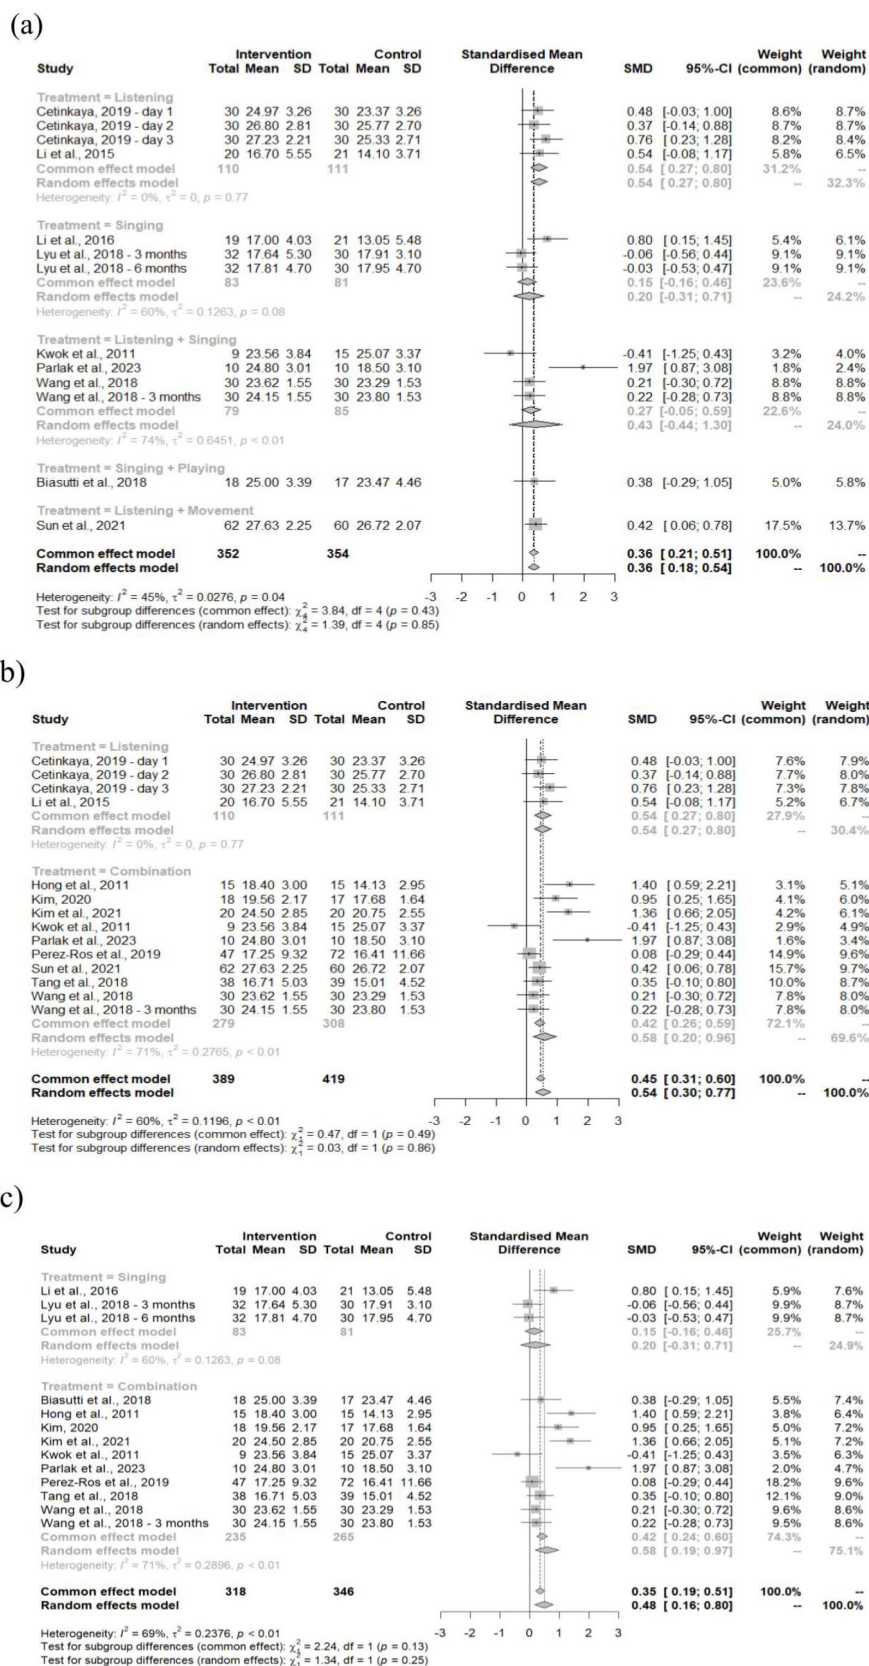 (a)
Intervention Control Standardised Mean Weight Weight
Study Total Mean SD Total Mean SD Difference SMD 95%-CI (common) (random)
Treatment = Listening
Cetinkaya, 2019 - day 1 30 24.97 3.26 30 23.37 3.26 0.48 [-0.03; 1.00] 8.6% 8.7%
Cetinkaya, 2019 - day 2 30 26.80 2.81 30 25.77 2.70 0.37 [-0.14; 0.88] 8.7% 8.7%
Cetinkaya, 2019 - day 3 30 27.23 2.21 30 25.33 2.71 0.76 [0.23; 1.28] 8.2% 8.4%
Li et al., 2015 20 16.70 5.55 21 14.10 3.71 0.54 [-0.08; 1.17] 5.8% 6.5%
Common effect model 110 111 0.54 [0.27; 0.80] 31.2% --
Random effects model 0.54 [0.27; 0.80] -- 32.3%
Heterogeneity: I² = 0%, τ² = 0, p = 0.77
Treatment = Singing
Li et al., 2016 19 17.00 4.03 21 13.05 5.48 0.80 [0.15; 1.45] 5.4% 6.1%
Lyu et al., 2018 - 3 months 32 17.64 5.30 30 17.91 3.10 -0.06 [-0.56; 0.44] 9.1% 9.1%
Lyu et al., 2018 - 6 months 32 17.81 4.70 30 17.95 4.70 -0.03 [-0.53; 0.47] 9.1% 9.1%
Common effect model 83 81 0.15 [-0.16; 0.46] 23.6% --
Random effects model 0.20 [-0.31; 0.71] -- 24.2%
Heterogeneity: I² = 60%, τ² = 0.1263, p = 0.08
Treatment = Listening + Singing
Kwok et al., 2011 9 23.56 3.84 15 25.07 3.37 -0.41 [-1.25; 0.43] 3.2% 4.0%
Parlak et al., 2023 10 24.80 3.01 10 18.50 3.10 1.97 [0.87; 3.08] 1.8% 2.4%
Wang et al., 2018 30 23.62 1.55 30 23.29 1.53 0.21 [-0.30; 0.72] 8.8% 8.8%
Wang et al., 2018 - 3 months 30 24.15 1.55 30 23.80 1.53 0.22 [-0.28; 0.73] 8.8% 8.8%
Common effect model 79 85 0.27 [-0.05; 0.59] 22.6% --
Random effects model 0.43 [-0.44; 1.30] -- 24.0%
Heterogeneity: I² = 74%, τ² = 0.6451, p < 0.01
Treatment = Singing + Playing
Biasutti et al., 2018 18 25.00 3.39 17 23.47 4.46 0.38 [-0.29; 1.05] 5.0% 5.8%
Treatment = Listening + Movement
Sun et al., 2021 62 27.63 2.25 60 26.72 2.07 0.42 [0.06; 0.78] 17.5% 13.7%
Common effect model 352 354 0.36 [0.21; 0.51] 100.0% --
Random effects model 0.36 [0.18; 0.54] -- 100.0%
-3 -2 -1 0 1 2 3
Heterogeneity: I² = 45%, τ² = 0.0276, p = 0.04
Test for subgroup differences (common effect): χ²₄ = 3.84, df = 4 (p = 0.43)
Test for subgroup differences (random effects): χ²₄ = 1.39, df = 4 (p = 0.85)
b)
Intervention Control Standardised Mean Weight Weight
Study Total Mean SD Total Mean SD Difference SMD 95%-CI (common) (random)
Treatment = Listening
Cetinkaya, 2019 - day 1 30 24.97 3.26 30 23.37 3.26 0.48 [-0.03; 1.00] 7.6% 7.9%
Cetinkaya, 2019 - day 2 30 26.80 2.81 30 25.77 2.70 0.37 [-0.14; 0.88] 7.7% 8.0%
Cetinkaya, 2019 - day 3 30 27.23 2.21 30 25.33 2.71 0.76 [ 0.23; 1.28] 7.3% 7.8%
Li et al., 2015 20 16.70 5.55 21 14.10 3.71 0.54 [-0.08; 1.17] 5.2% 6.7%
Common effect model 110 111 0.54 [ 0.27; 0.80] 27.9% --
Random effects model 0.54 [ 0.27; 0.80] -- 30.4%
Heterogeneity: I² = 0%, τ² = 0, p = 0.77
Treatment = Combination
Hong et al., 2011 15 18.40 3.00 15 14.13 2.95 1.40 [ 0.59; 2.21] 3.1% 5.1%
Kim, 2020 18 19.56 2.17 17 17.68 1.64 0.95 [ 0.25; 1.65] 4.1% 6.0%
Kim et al., 2021 20 24.50 2.85 20 20.75 2.55 1.36 [ 0.66; 2.05] 4.2% 6.1%
Kwok et al., 2011 9 23.56 3.84 15 25.07 3.37 -0.41 [-1.25; 0.43] 2.9% 4.9%
Parlak et al., 2023 10 24.80 3.01 10 18.50 3.10 1.97 [ 0.87; 3.08] 1.6% 3.4%
Perez-Ros et al., 2019 47 17.25 9.32 72 16.41 11.66 0.08 [-0.29; 0.44] 14.9% 9.6%
Sun et al., 2021 62 27.63 2.25 60 26.72 2.07 0.42 [ 0.06; 0.78] 15.7% 9.7%
Tang et al., 2018 38 16.71 5.03 39 15.01 4.52 0.35 [-0.10; 0.80] 10.0% 8.7%
Wang et al., 2018 30 23.62 1.55 30 23.29 1.53 0.21 [-0.30; 0.72] 7.8% 8.0%
Wang et al., 2018 - 3 months 30 24.15 1.55 30 23.80 1.53 0.22 [-0.28; 0.73] 7.8% 8.0%
Common effect model 279 308 0.42 [ 0.26; 0.59] 72.1% --
Random effects model 0.58 [ 0.20; 0.96] -- 69.6%
Heterogeneity: I² = 71%, τ² = 0.2765, p < 0.01
Common effect model 389 419 0.45 [ 0.31; 0.60] 100.0% --
Random effects model 0.54 [ 0.30; 0.77] -- 100.0%
-3 -2 -1 0 1 2 3
Heterogeneity: I² = 60%, τ² = 0.1196, p < 0.01
Test for subgroup differences (common effect): χ²₁ = 0.47, df = 1 (p = 0.49)
Test for subgroup differences (random effects): χ²₁ = 0.03, df = 1 (p = 0.86)
c)
Intervention Control Standardised Mean Weight Weight
Study Total Mean SD Total Mean SD Difference SMD 95%-CI (common) (random)
Treatment = Singing
Li et al., 2016 19 17.00 4.03 21 13.05 5.48 0.80 [ 0.15; 1.45] 5.9% 7.6%
Lyu et al., 2018 - 3 months 32 17.64 5.30 30 17.91 3.10 -0.06 [-0.56; 0.44] 9.9% 8.7%
Lyu et al., 2018 - 6 months 32 17.81 4.70 30 17.95 4.70 -0.03 [-0.53; 0.47] 9.9% 8.7%
Common effect model 83 81 0.15 [-0.16; 0.46] 25.7% --
Random effects model 0.20 [-0.31; 0.71] -- 24.9%
Heterogeneity: I² = 60%, τ² = 0.1263, p = 0.08
Treatment = Combination
Biasutti et al., 2018 18 25.00 3.39 17 23.47 4.46 0.38 [-0.29; 1.05] 5.5% 7.4%
Hong et al., 2011 15 18.40 3.00 15 14.13 2.95 1.40 [ 0.59; 2.21] 3.8% 6.4%
Kim, 2020 18 19.56 2.17 17 17.68 1.64 0.95 [ 0.25; 1.65] 5.0% 7.2%
Kim et al., 2021 20 24.50 2.85 20 20.75 2.55 1.36 [ 0.66; 2.05] 5.1% 7.2%
Kwok et al., 2011 9 23.56 3.84 15 25.07 3.37 -0.41 [-1.25; 0.43] 3.5% 6.3%
Parlak et al., 2023 10 24.80 3.01 10 18.50 3.10 1.97 [ 0.87; 3.08] 2.0% 4.7%
Perez-Ros et al., 2019 47 17.25 9.32 72 16.41 11.66 0.08 [-0.29; 0.44] 18.2% 9.6%
Tang et al., 2018 38 16.71 5.03 39 15.01 4.52 0.35 [-0.10; 0.80] 12.1% 9.0%
Wang et al., 2018 30 23.62 1.55 30 23.29 1.53 0.21 [-0.30; 0.72] 9.6% 8.6%
Wang et al., 2018 - 3 months 30 24.15 1.55 30 23.80 1.53 0.22 [-0.28; 0.73] 9.5% 8.6%
Common effect model 235 265 0.42 [ 0.24; 0.60] 74.3% --
Random effects model 0.58 [ 0.19; 0.97] -- 75.1%
Heterogeneity: I² = 71%, τ² = 0.2896, p < 0.01
Common effect model 318 346 0.35 [ 0.19; 0.51] 100.0% --
Random effects model 0.48 [ 0.16; 0.80] -- 100.0%
-3 -2 -1 0 1 2 3
Heterogeneity: I² = 69%, τ² = 0.2376, p < 0.01
Test for subgroup differences (common effect): χ²₁ = 2.24, df = 1 (p = 0.13)
Test for subgroup differences (random effects): χ²₁ = 1.34, df = 1 (p = 0.25)